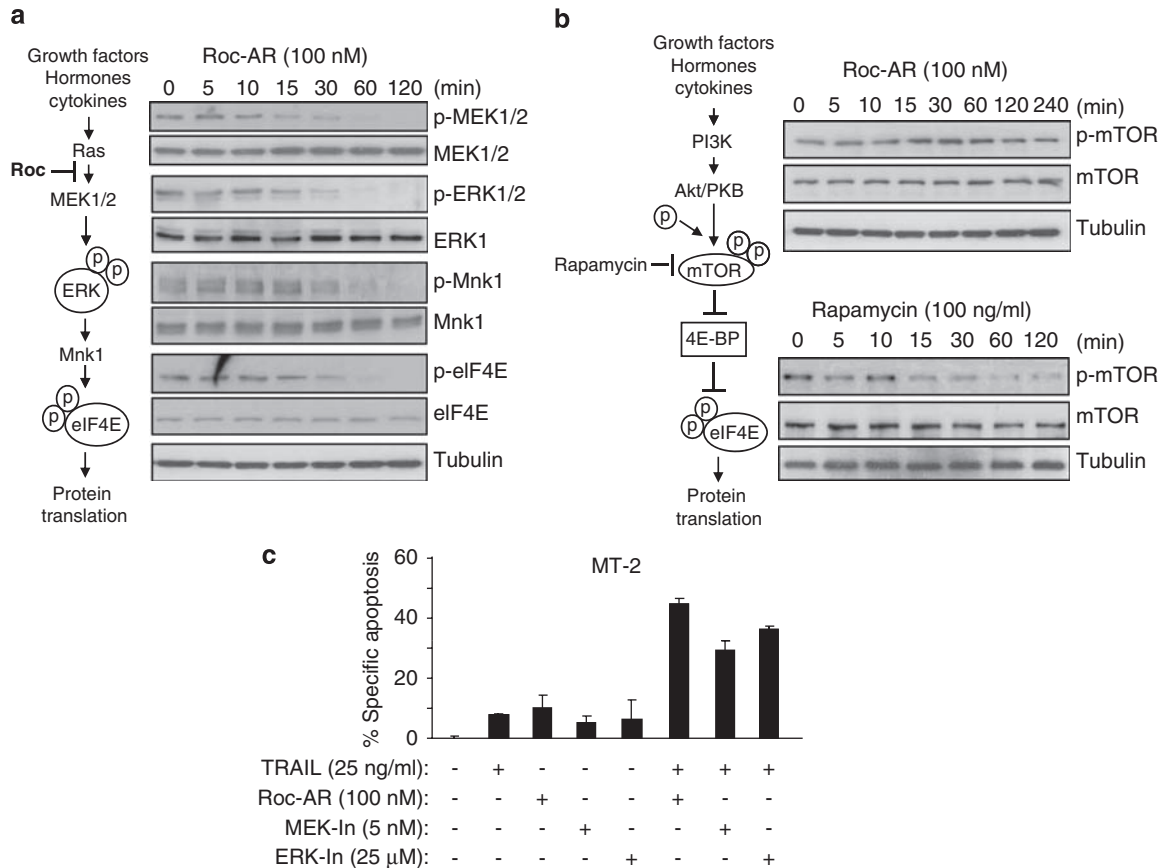 a
Growth factors
Hormones
cytokines
Ras
Roc
MEK1/2
ERK
p
p
Mnk1
p
p
eIF4E
Protein
translation
Roc-AR (100 nM)
0 5 10 15 30 60 120 (min)
p-MEK1/2
MEK1/2
p-ERK1/2
ERK1
p-Mnk1
Mnk1
p-eIF4E
eIF4E
Tubulin
b
Growth factors
Hormones
cytokines
PI3K
Akt/PKB
p
p
p
Rapamycin
mTOR
4E-BP
p
p
eIF4E
Protein
translation
Roc-AR (100 nM)
0 5 10 15 30 60 120 240 (min)
p-mTOR
mTOR
Tubulin
Rapamycin (100 ng/ml)
0 5 10 15 30 60 120 (min)
p-mTOR
mTOR
Tubulin
c
MT-2
% Specific apoptosis
60
40
20
0
TRAIL (25 ng/ml): - + - - - + + +
Roc-AR (100 nM): - - + - - + - -
MEK-In (5 nM): - - - + - - + -
ERK-In (25 μM): - - - - + - - +